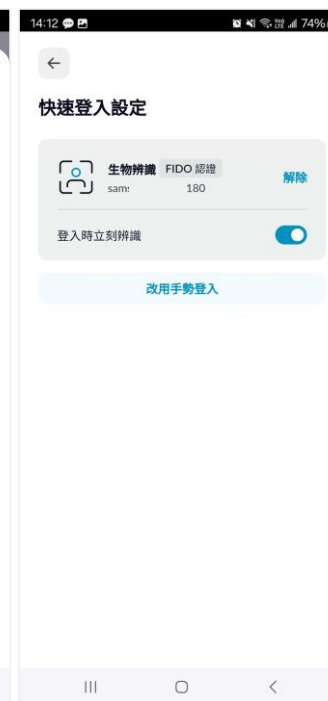 14:12 74%
快速登入設定
生物辨識 FIDO 認證
sam: 180
解除
登入時立刻辨識
改用手勢登入